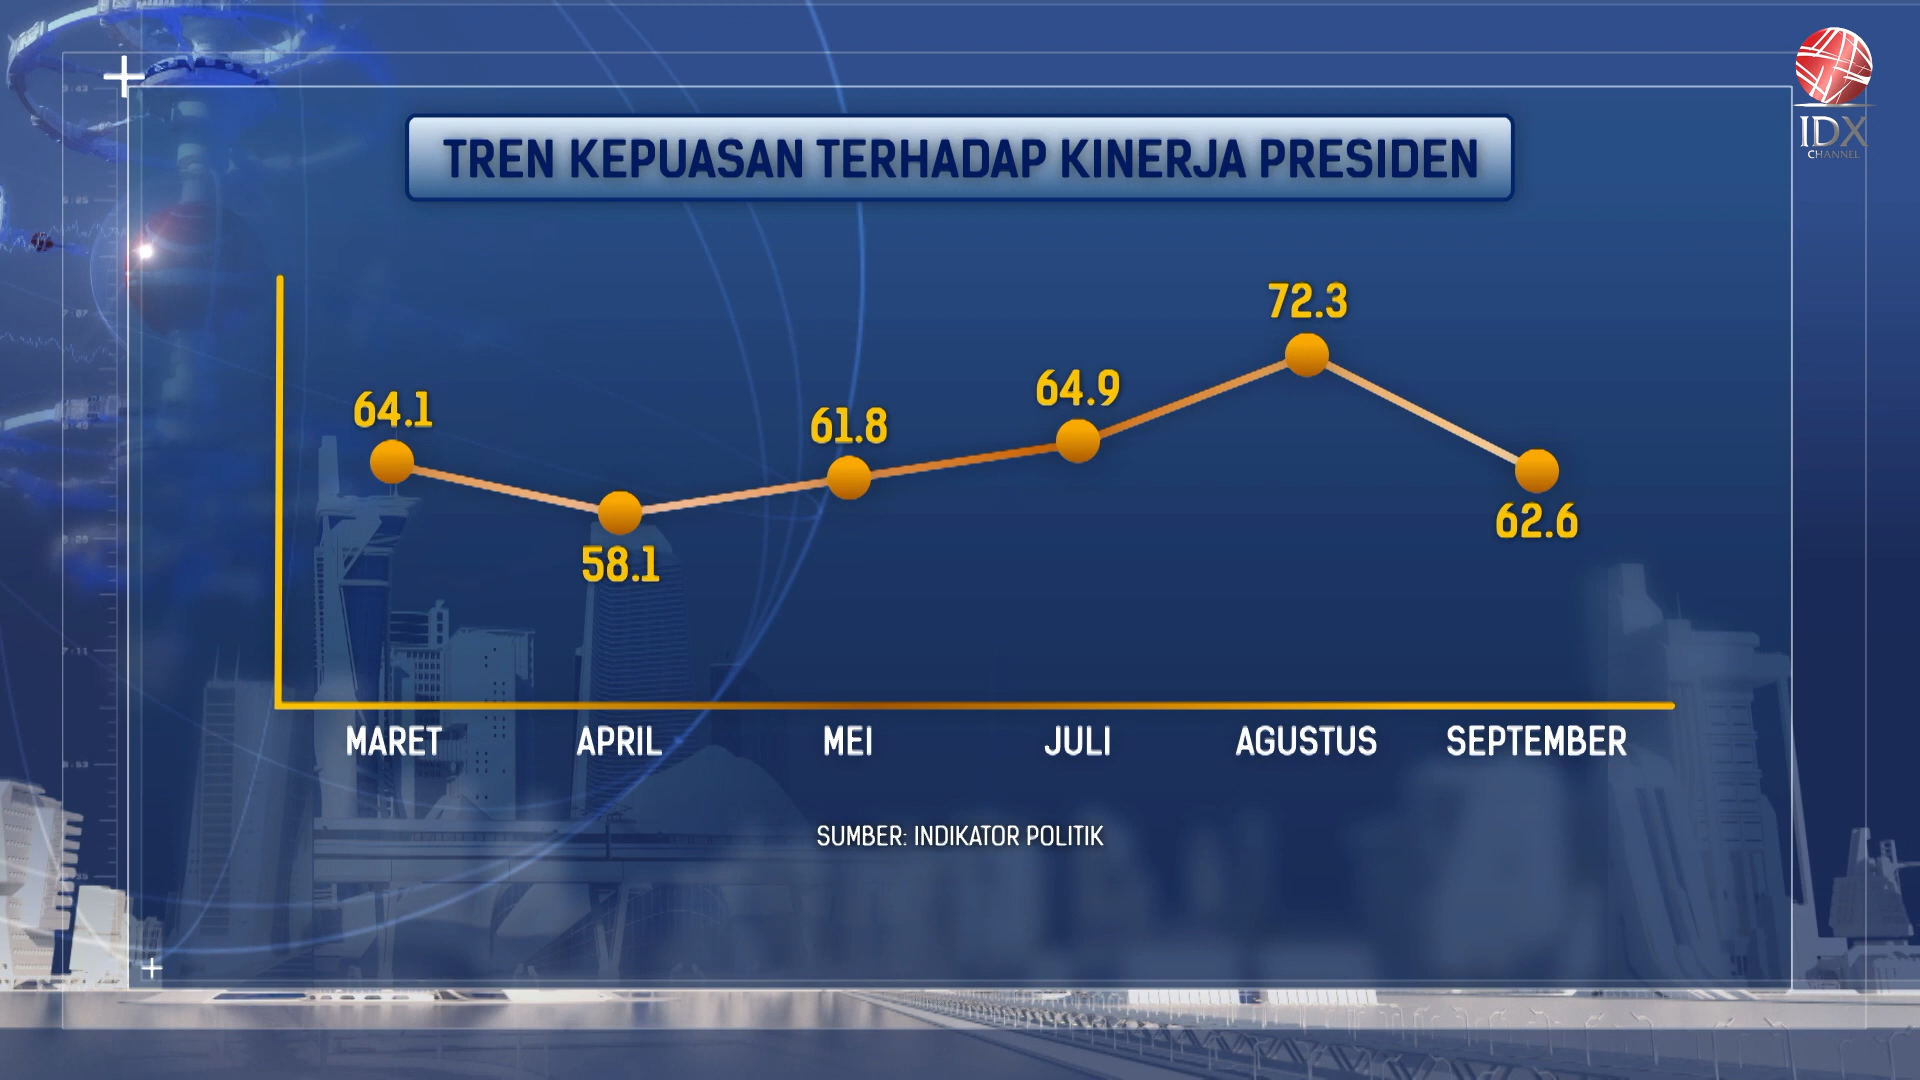 IDX
CHANNEL
TREN KEPUASAN TERHADAP KINERJA PRESIDEN
64.1
58.1
61.8
64.9
72.3
62.6
MARET
APRIL
MEI
JULI
AGUSTUS
SEPTEMBER
SUMBER: INDIKATOR POLITIK